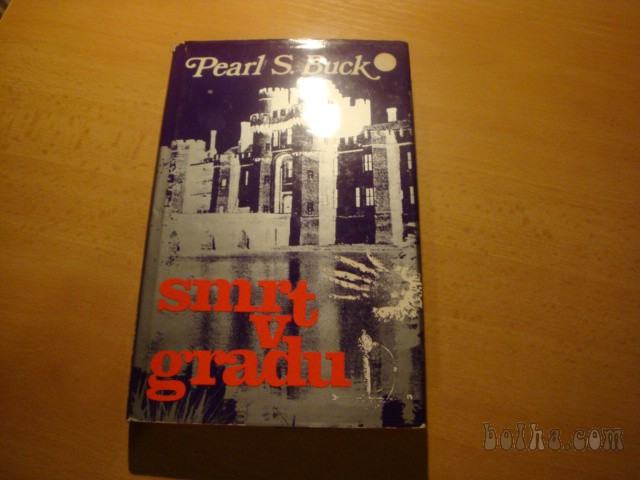 Pearl S. Buck
smrt
v
gradu
bolha.com